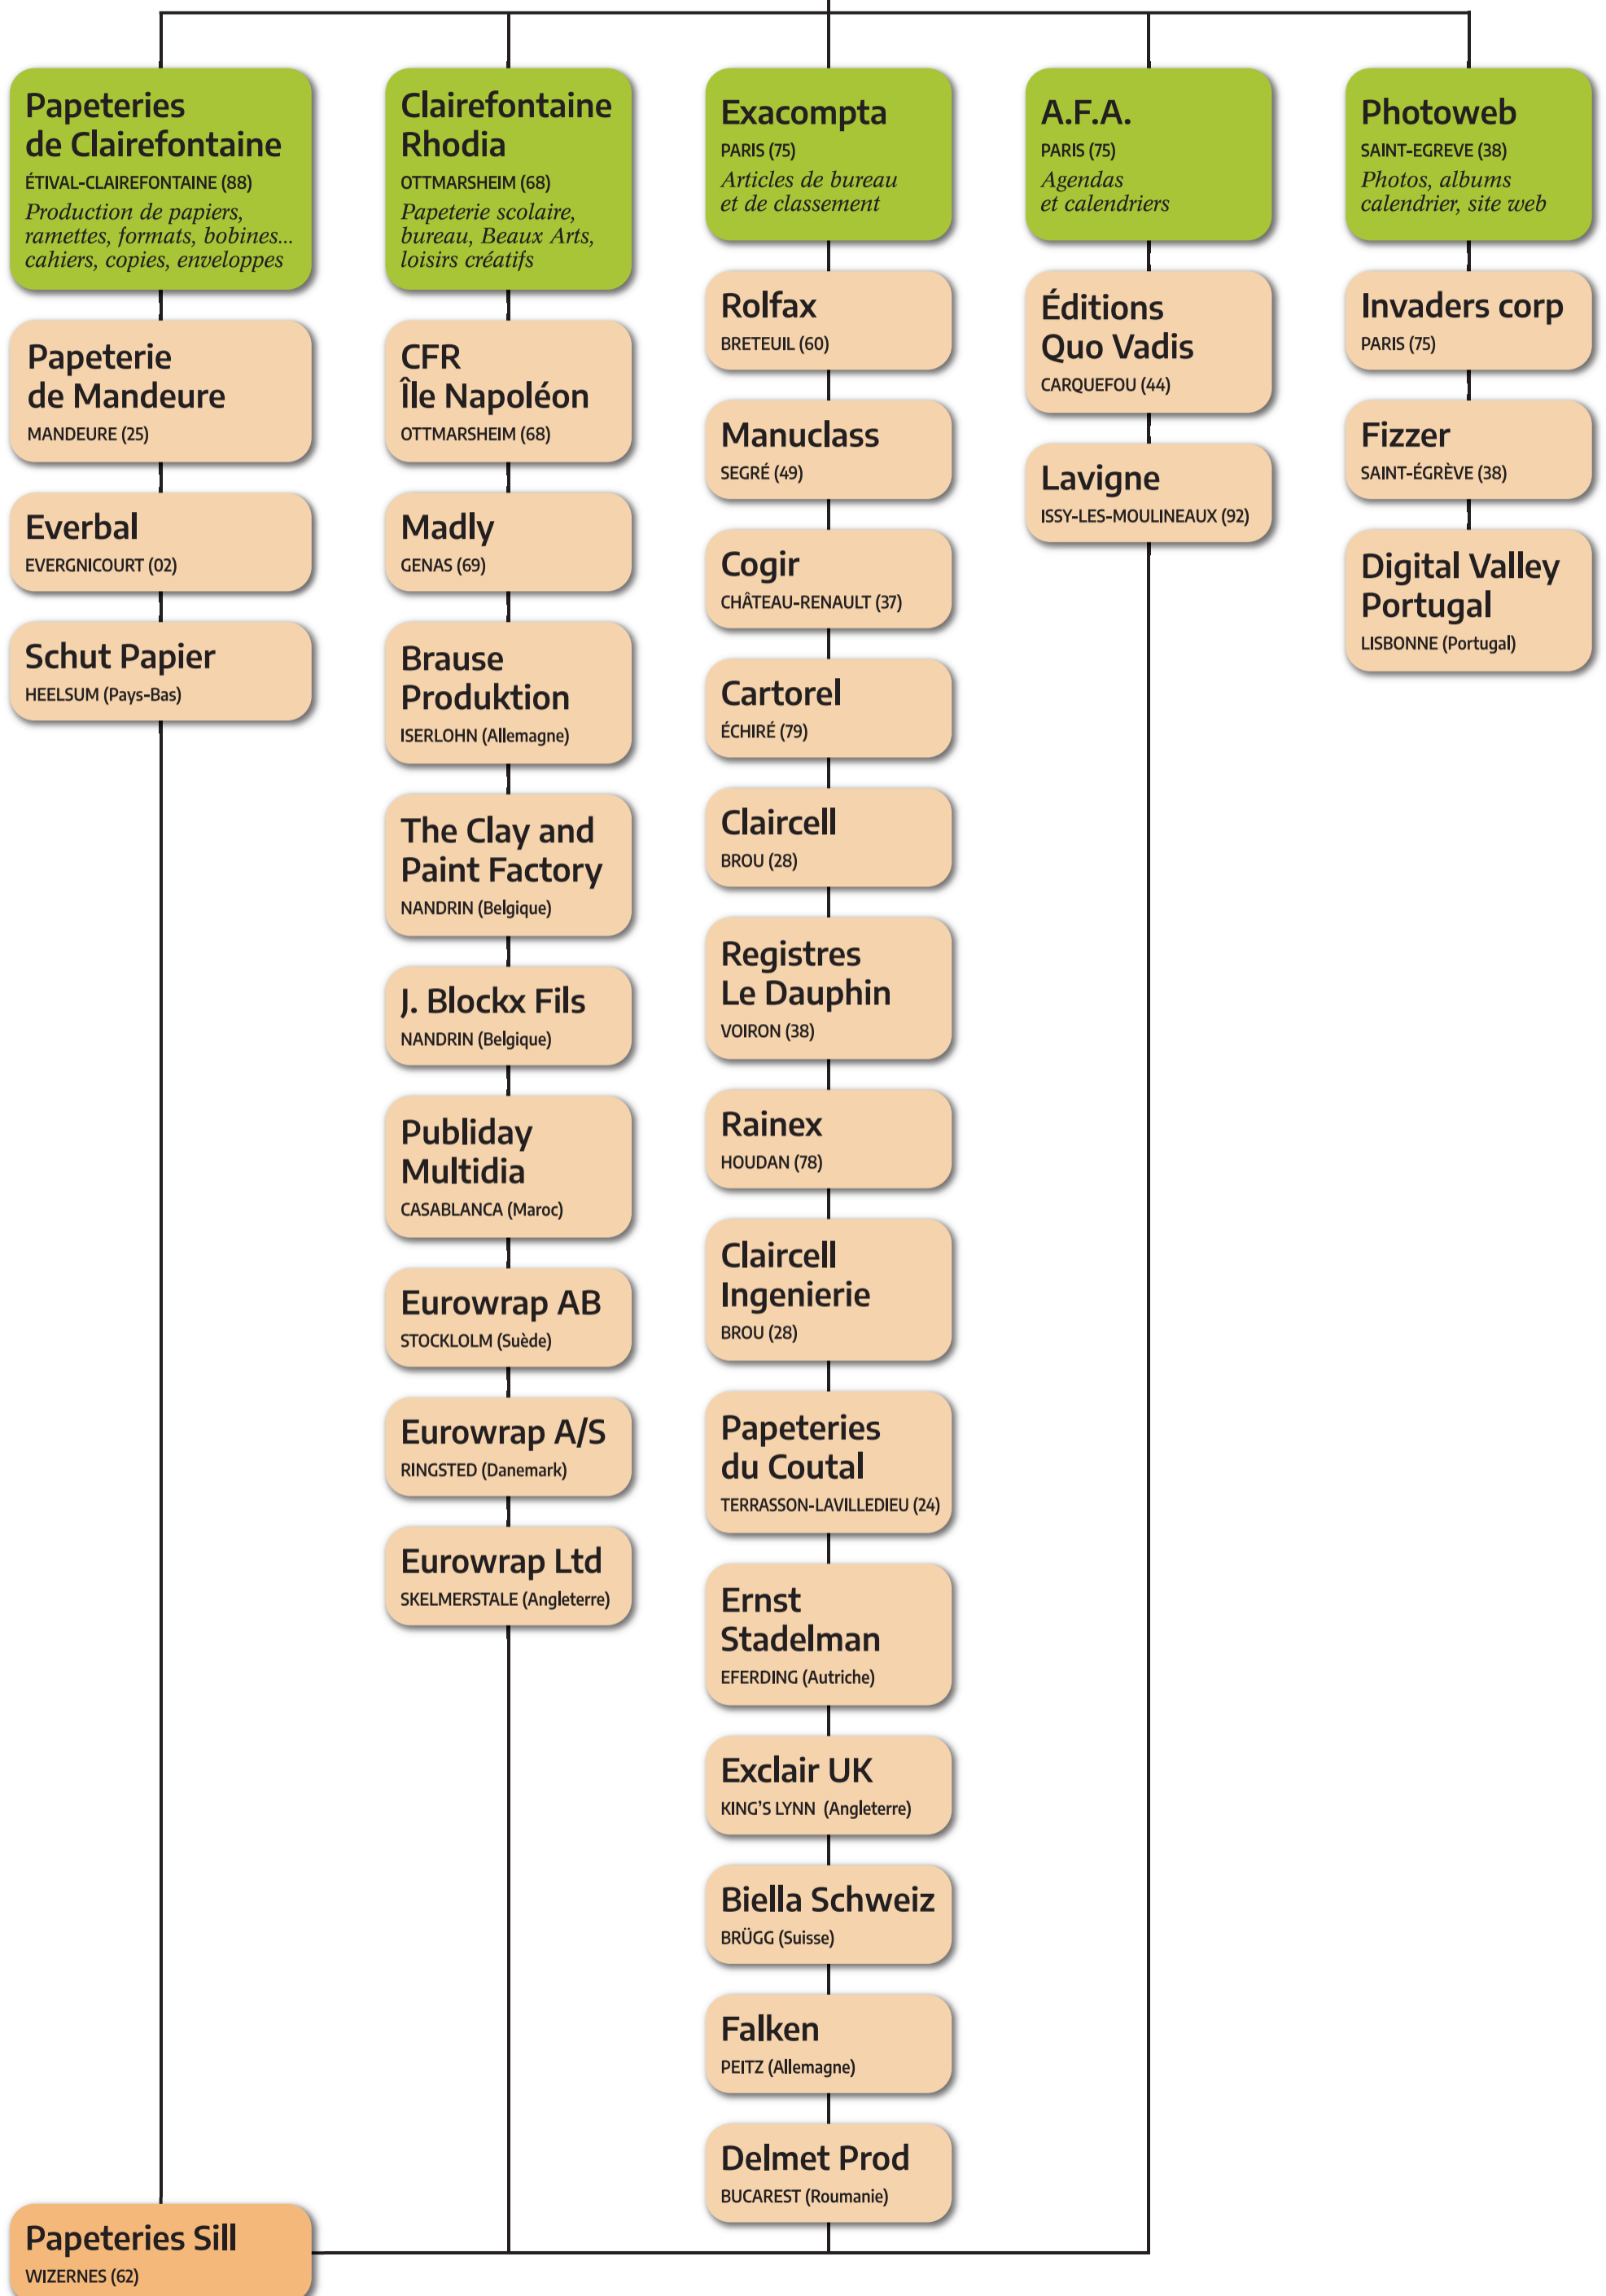 Papeteries
de Clairefontaine
ÉTIVAL-CLAIREFONTAINE (88)
Production de papiers,
ramettes, formats, bobines...
cahiers, copies, enveloppes
Papeterie
de Mandeure
MANDEURE (25)
Everbal
EVERGNICOURT (02)
Schut Papier
HEELSUM (Pays-Bas)
Papeteries Sill
WIZERNES (62)
Clairefontaine
Rhodia
OTTMARSHEIM (68)
Papeterie scolaire,
bureau, Beaux Arts,
loisirs créatifs
CFR
Île Napoléon
OTTMARSHEIM (68)
Madly
GENAS (69)
Brause
Produktion
ISERLOHN (Allemagne)
The Clay and
Paint Factory
NANDRIN (Belgique)
J. Blockx Fils
NANDRIN (Belgique)
Publiday
Multidia
CASABLANCA (Maroc)
Eurowrap AB
STOCKLOLM (Suède)
Eurowrap A/S
RINGSTED (Danemark)
Eurowrap Ltd
SKELMERSTALE (Angleterre)
Exacompta
PARIS (75)
Articles de bureau
et de classement
Rolfax
BRETEUIL (60)
Manuclass
SEGRÉ (49)
Cogir
CHÂTEAU-RENAULT (37)
Cartorel
ÉCHIRÉ (79)
Claircell
BROU (28)
Registres
Le Dauphin
VOIRON (38)
Rainex
HOUDAN (78)
Claircell
Ingenierie
BROU (28)
Papeteries
du Coutal
TERRASSON-LAVILLEDIEU (24)
Ernst
Stadelman
EFERDING (Autriche)
Exclair UK
KING'S LYNN (Angleterre)
Biella Schweiz
BRÜGG (Suisse)
Falken
PEITZ (Allemagne)
Delmet Prod
BUCAREST (Roumanie)
A.F.A.
PARIS (75)
Agendas
et calendriers
Éditions
Quo Vadis
CARQUEFOU (44)
Lavigne
ISSY-LES-MOULINEAUX (92)
Photoweb
SAINT-EGREVE (38)
Photos, albums
calendrier, site web
Invaders corp
PARIS (75)
Fizzer
SAINT-ÉGRÈVE (38)
Digital Valley
Portugal
LISBONNE (Portugal)